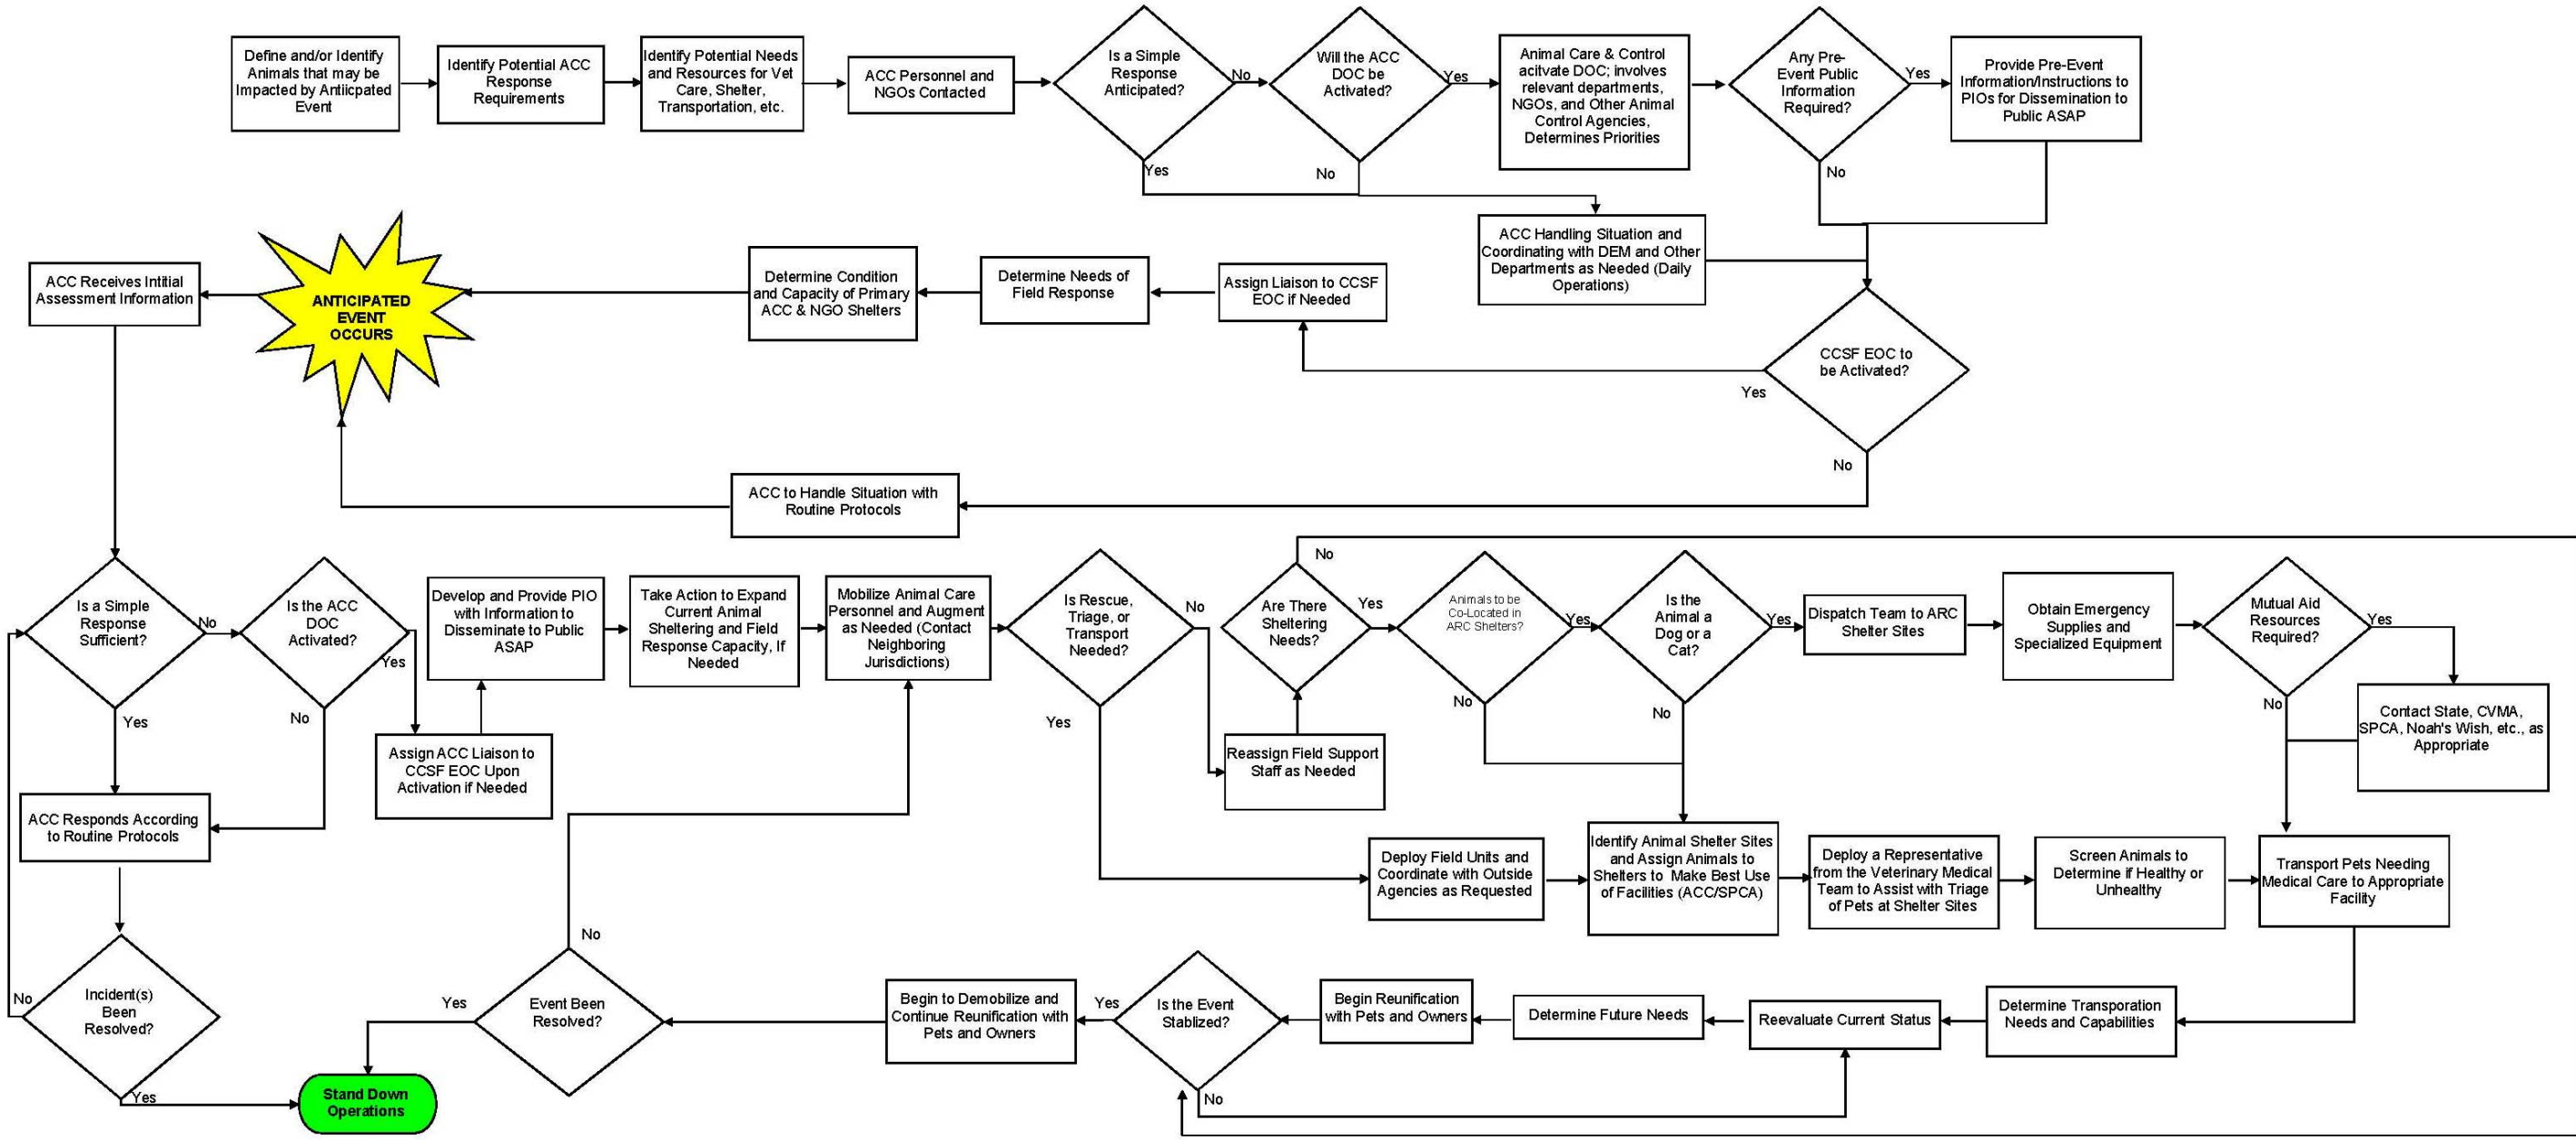 Define and/or Identify
Animals that may be
Impacted by Antiicpated
Event
Identify Potential ACC
Response
Requirements
Identify Potential Needs
and Resources for Vet
Care, Shelter,
Transportation, etc.
ACC Personnel and
NGOs Contacted
Is a Simple
Response
Anticipated?
No
Yes
Will the ACC
DOC be
Activated?
Yes
No
Animal Care & Control
acitvate DOC; involves
relevant departments,
NGOs, and Other Animal
Control Agencies,
Determines Priorities
Any Pre-
Event Public
Information
Required?
Yes
No
Provide Pre-Event
Information/Instructions to
PIOs for Dissemination to
Public ASAP
ACC Handling Situation and
Coordinating with DEM and Other
Departments as Needed (Daily
Operations)
CCSF EOC to
be Activated?
Yes
No
Assign Liaison to CCSF
EOC if Needed
Determine Needs of
Field Response
Determine Condition
and Capacity of Primary
ACC & NGO Shelters
ANTICIPATED
EVENT
OCCURS
ACC Receives Intitial
Assessment Information
ACC to Handle Situation with
Routine Protocols
Is a Simple
Response
Sufficient?
No
Yes
Is the ACC
DOC
Activated?
Yes
No
Assign ACC Liaison to
CCSF EOC Upon
Activation if Needed
Develop and Provide PIO
with Information to
Disseminate to Public
ASAP
Take Action to Expand
Current Animal
Sheltering and Field
Response Capacity, If
Needed
Mobilize Animal Care
Personnel and Augment
as Needed (Contact
Neighboring
Jurisdictions)
Is Rescue,
Triage, or
Transport
Needed?
No
Yes
Reassign Field Support
Staff as Needed
Are There
Sheltering
Needs?
No
Yes
Animals to be
Co-Located in
ARC Shelters?
Yes
No
Is the
Animal a
Dog or a
Cat?
Yes
No
Dispatch Team to ARC
Shelter Sites
Obtain Emergency
Supplies and
Specialized Equipment
Mutual Aid
Resources
Required?
Yes
No
Contact State, CVMA,
SPCA, Noah's Wish, etc., as
Appropriate
ACC Responds According
to Routine Protocols
Deploy Field Units and
Coordinate with Outside
Agencies as Requested
Identify Animal Shelter Sites
and Assign Animals to
Shelters to Make Best Use
of Facilities (ACC/SPCA)
Deploy a Representative
from the Veterinary Medical
Team to Assist with Triage
of Pets at Shelter Sites
Screen Animals to
Determine if Healthy or
Unhealthy
Transport Pets Needing
Medical Care to Appropriate
Facility
Determine Transporation
Needs and Capabilities
Reevaluate Current Status
Determine Future Needs
Begin Reunification
with Pets and Owners
Is the Event
Stablized?
Yes
No
Begin to Demobilize and
Continue Reunification with
Pets and Owners
Event Been
Resolved?
No
Yes
Incident(s)
Been
Resolved?
No
Yes
Stand Down
Operations